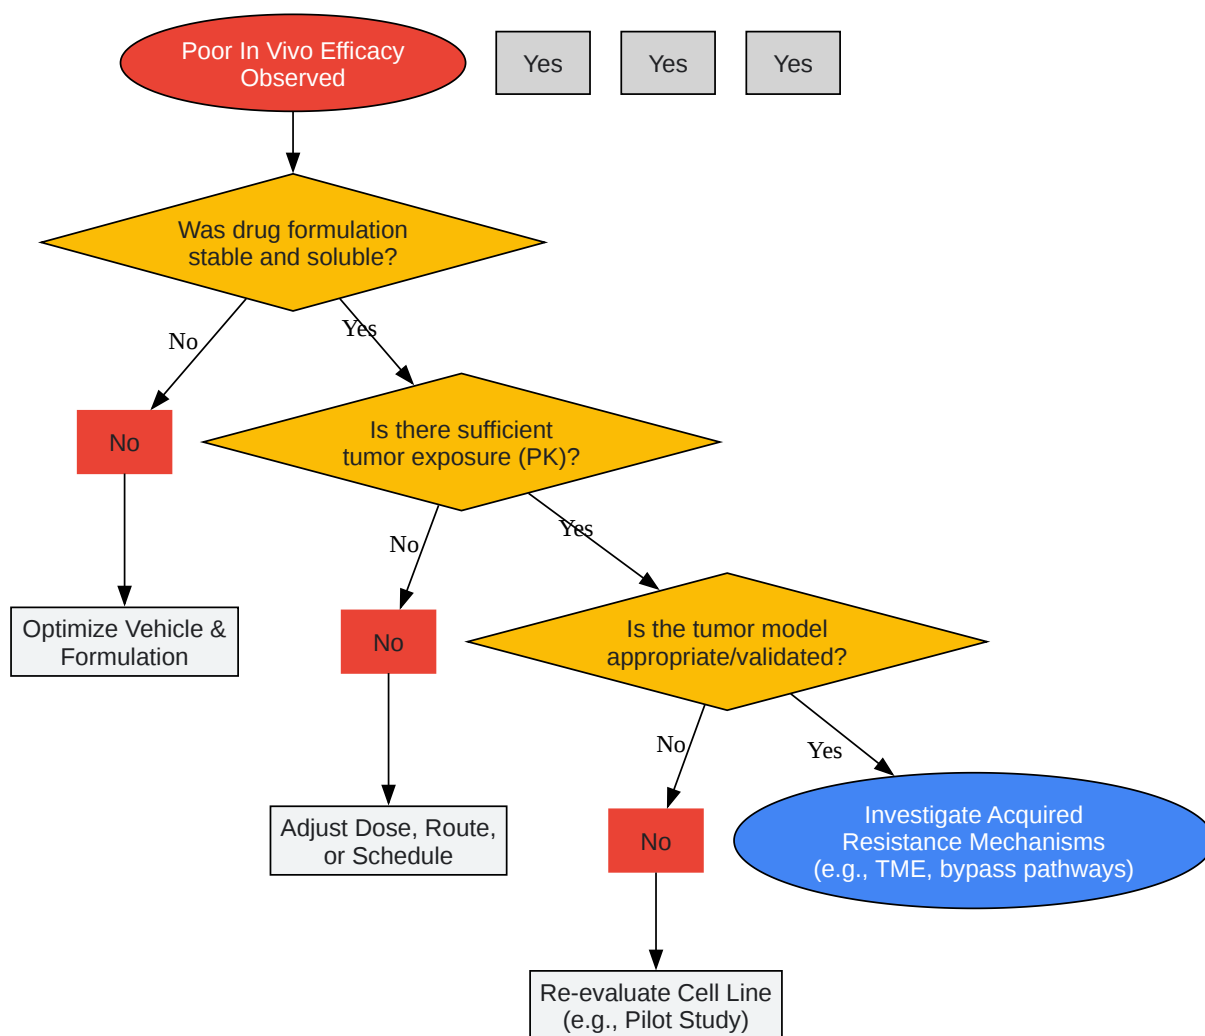 Poor In Vivo Efficacy
Observed
Yes
Yes
Yes
Was drug formulation
stable and soluble?
No
Yes
No
Is there sufficient
tumor exposure (PK)?
No
Yes
Optimize Vehicle &
Formulation
No
Is the tumor model
appropriate/validated?
No
Yes
Adjust Dose, Route,
or Schedule
No
Investigate Acquired
Resistance Mechanisms
(e.g., TME, bypass pathways)
Re-evaluate Cell Line
(e.g., Pilot Study)